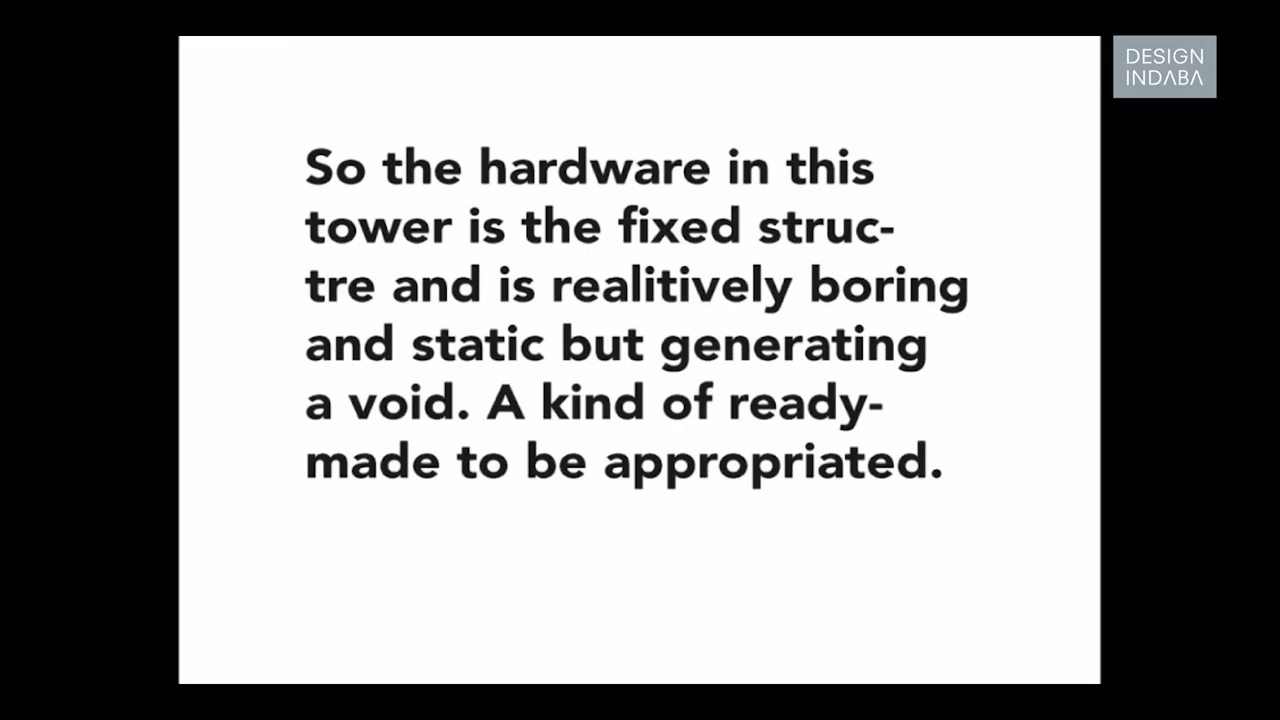 DESIGN
INDABA
So the hardware in this
tower is the fixed struc-
tre and is realitively boring
and static but generating
a void. A kind of ready-
made to be appropriated.